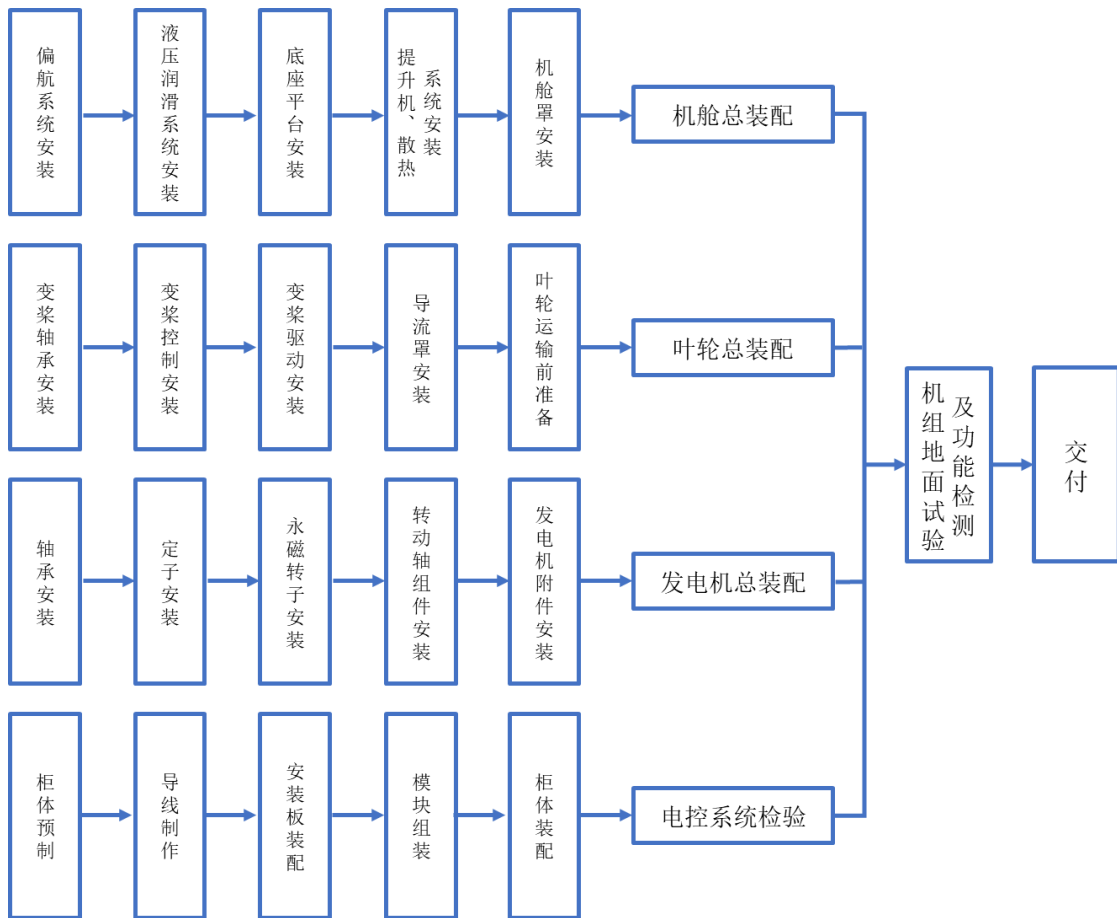 偏航系统安装
液压润滑系统安装
底座平台安装
提升机、散热
系统安装
机舱罩安装
机舱总装配
变桨轴承安装
变桨控制安装
变桨驱动安装
导流罩安装
叶轮运输前准备
叶轮总装配
轴承安装
定子安装
永磁转子安装
转动轴组件安装
发电机附件安装
发电机总装配
柜体预制
导线制作
安装板装配
模块组装
柜体装配
电控系统检验
机组地面试验
及功能检测
交付